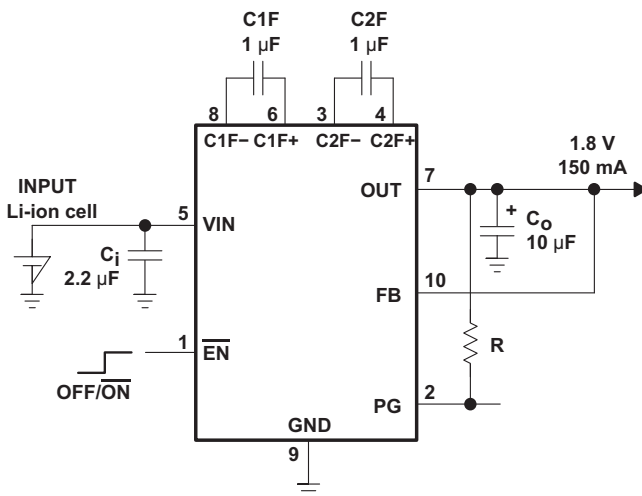 C1F
1 µF
C2F
1 µF
8
6
3
4
C1F−
C1F+
C2F−
C2F+
1.8 V
150 mA
7
OUT
INPUT
Li-ion cell
5
VIN
+
Co
10 µF
Ci
2.2 µF
10
FB
1
EN
R
OFF/ON
2
PG
GND
9